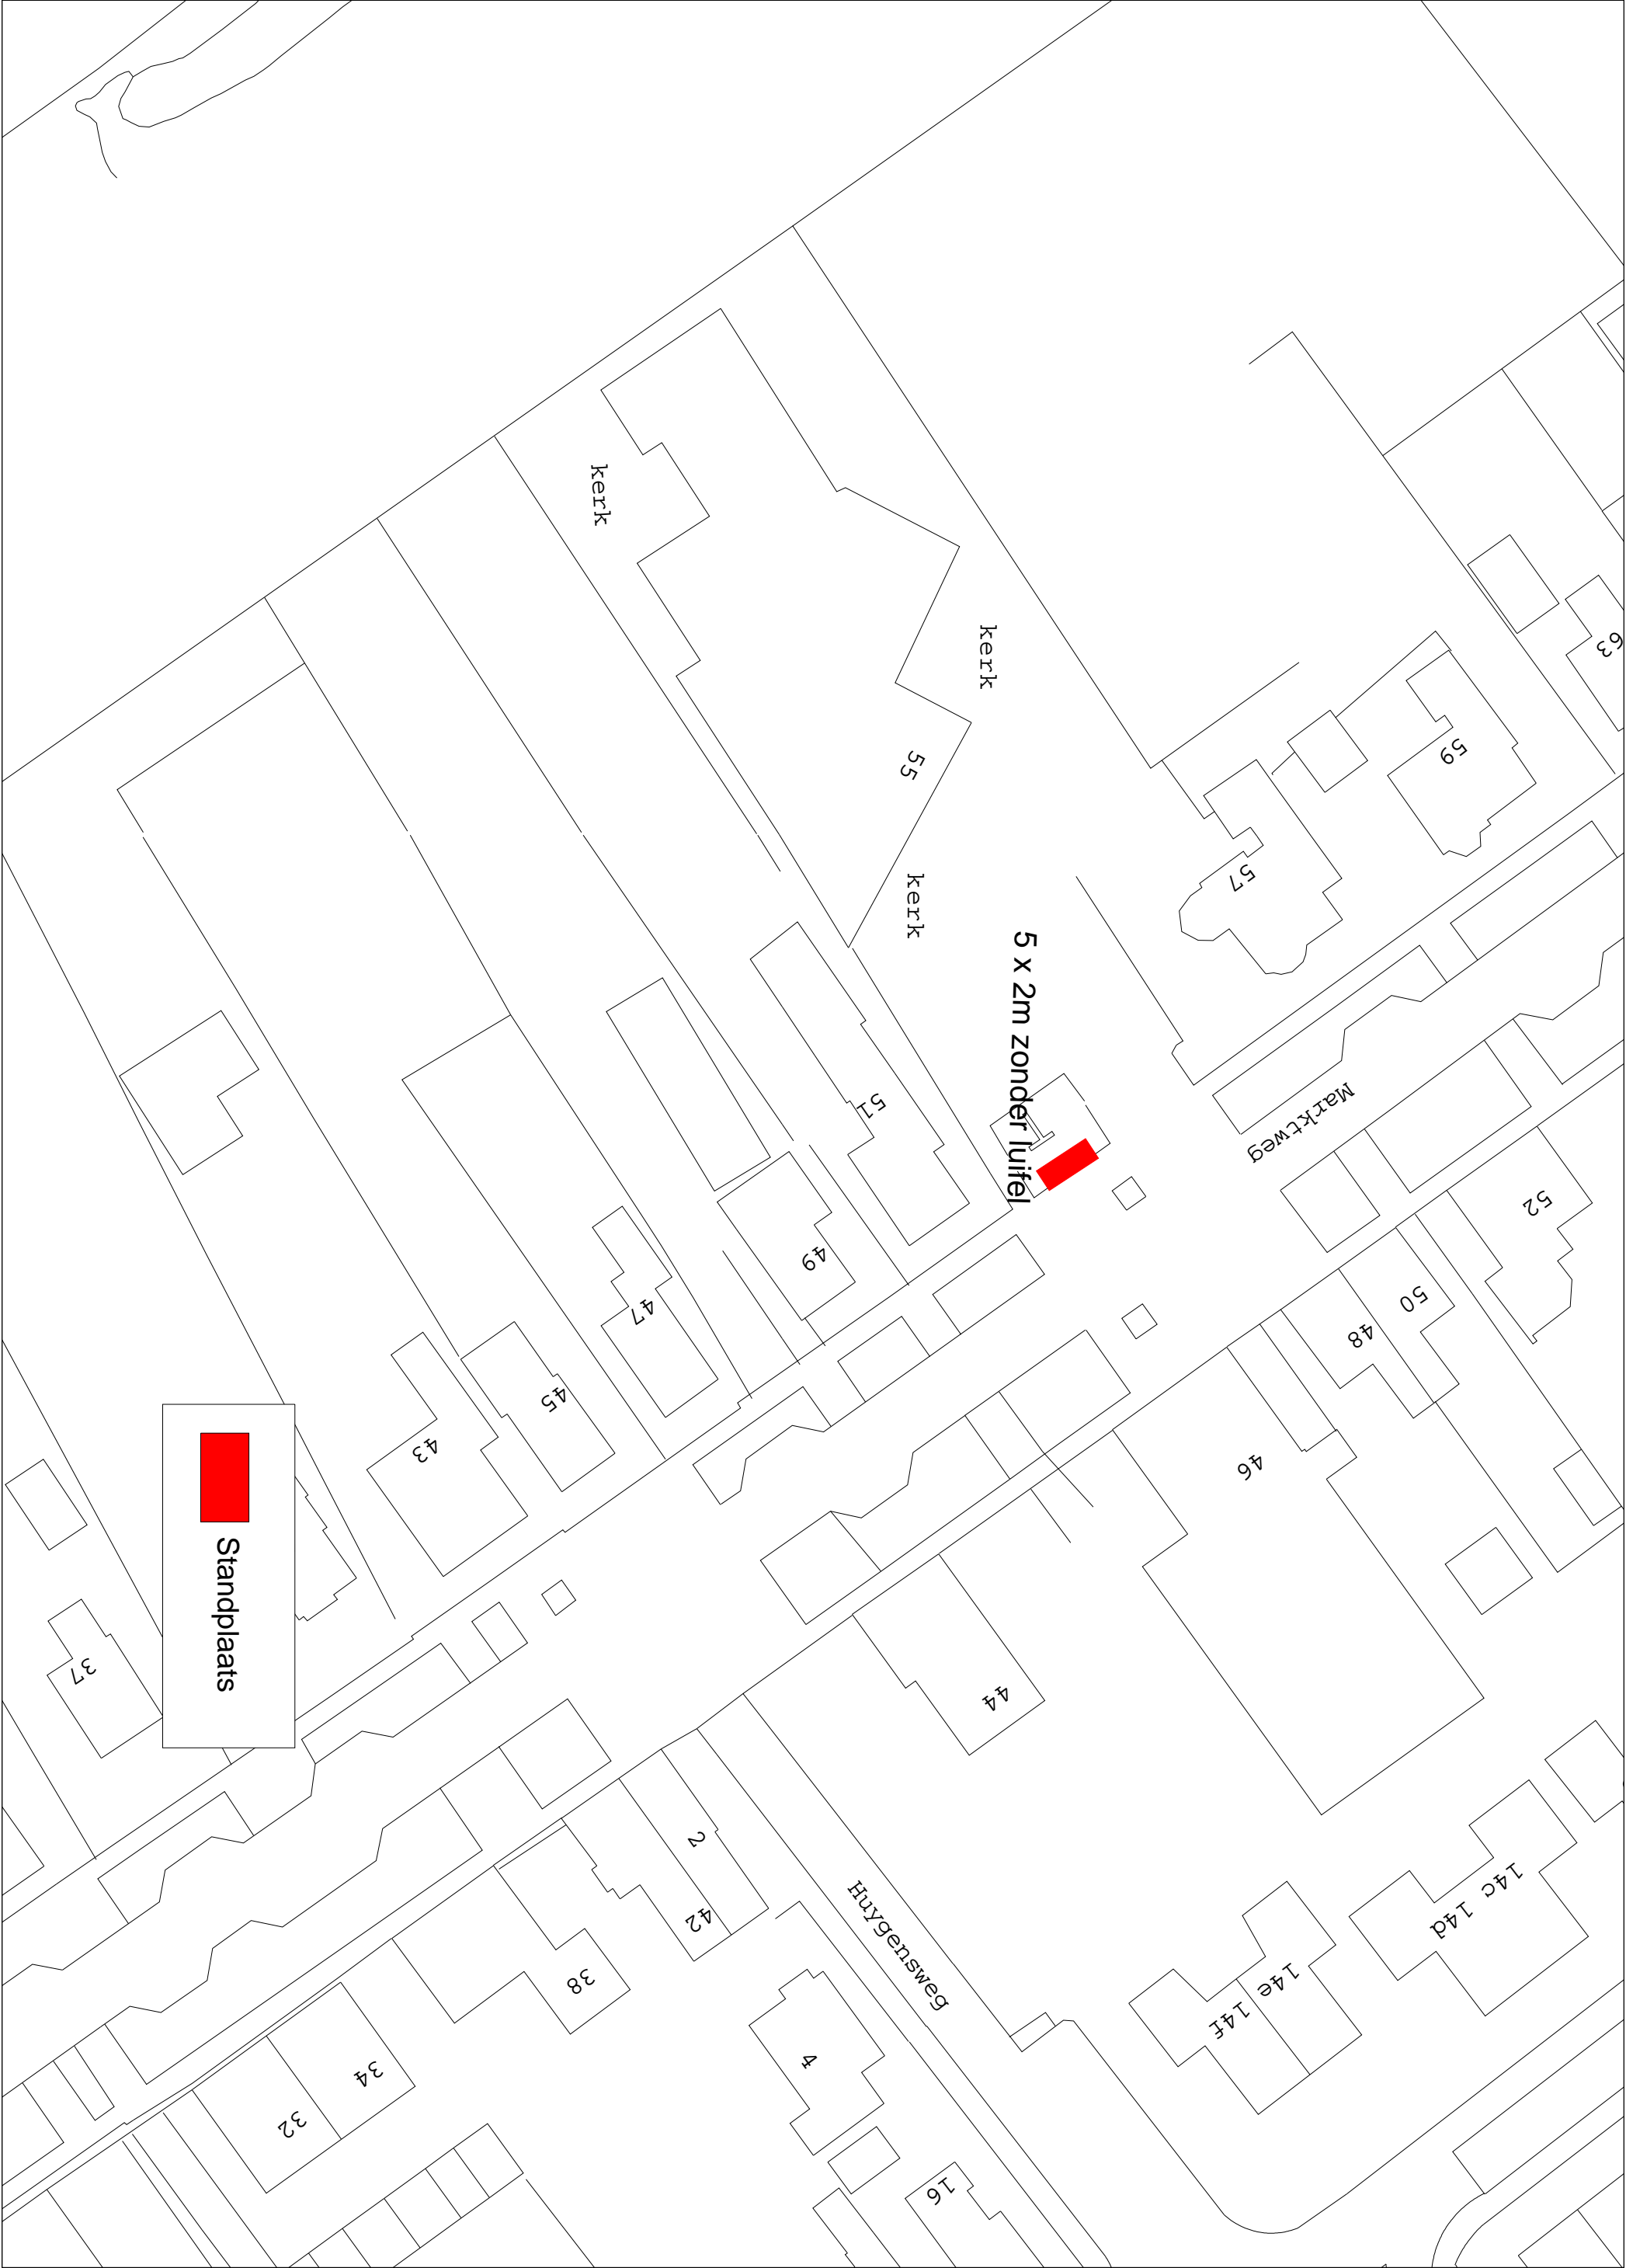 kerk
kerk
63
59
55
57
kerk
5 x 2m zonder luifel
51
Marktweg
52
49
47
50
48
45
43
46
Standplaats
37
44
2
42
Huygensweg
38
14c
14d
14e
14f
34
32
4
16